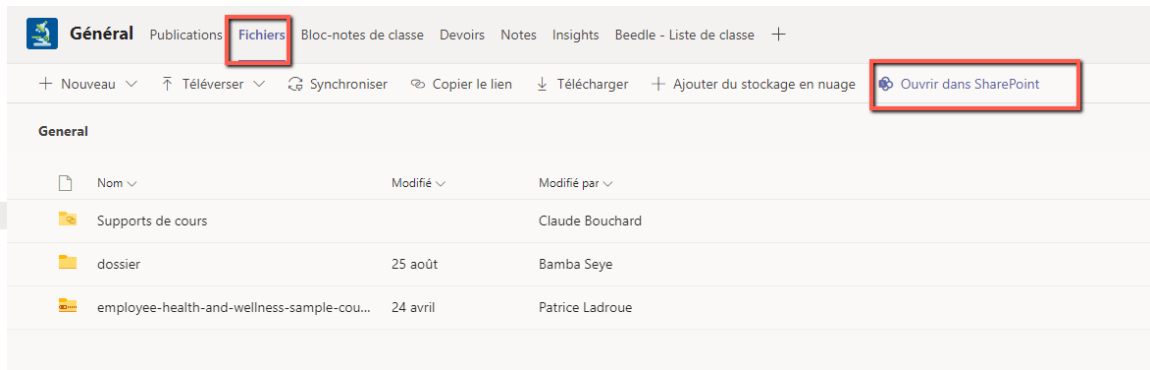 Général Publications Fichiers Bloc-notes de classe Devoirs Notes Insights Beedle - Liste de classe
Nouveau Téléverser Synchroniser Copier le lien Télécharger Ajouter du stockage en nuage Ouvrir dans SharePoint
General
Nom Modifié Modifié par
Supports de cours Claude Bouchard
dossier 25 août Bamba Seye
employee-health-and-wellness-sample-cou... 24 avril Patrice Ladroue